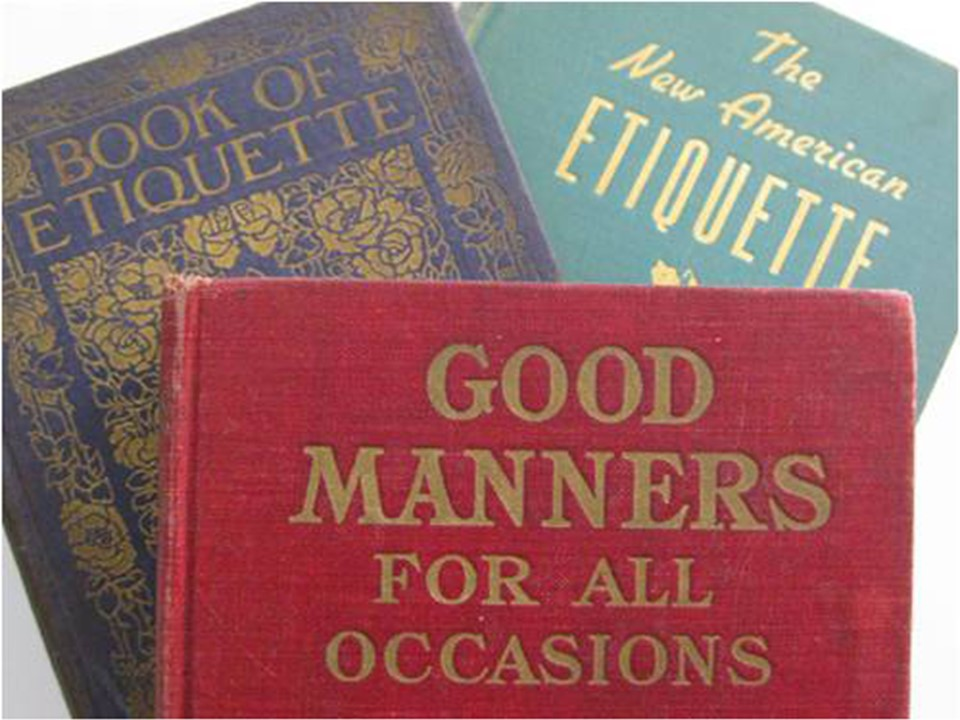 BOOK OF
ETIQUETTE
The
New American
ETIQUETTE
GOOD
MANNERS
FOR ALL
OCCASIONS